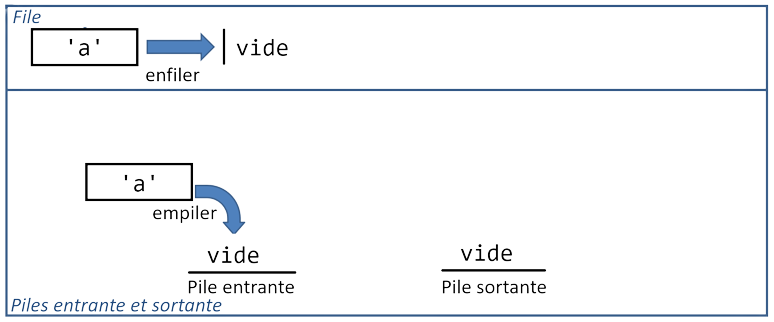 File
'a'
vide
enfiler
'a'
empiler
vide
vide
Pile entrante
Pile sortante
Piles entrante et sortante